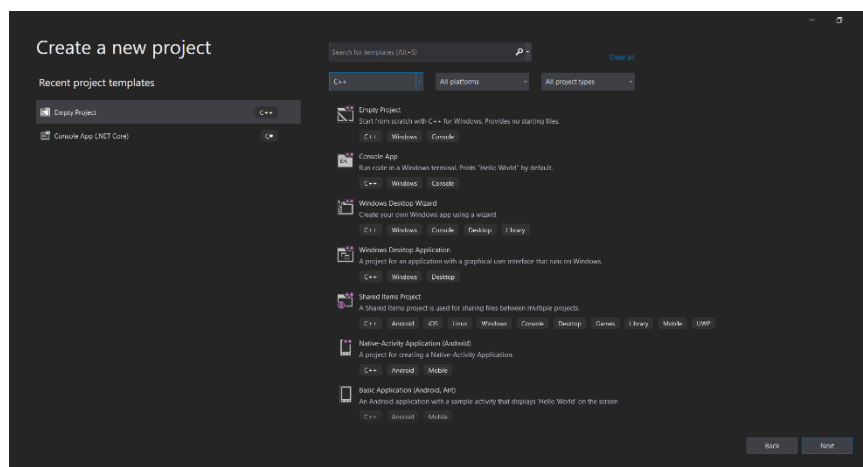 Create a new project
Search for templates (Alt+S)
Clear all
Recent project templates
C++ All platforms All project types
Empty Project C++
Console App (.NET Core) C#
Empty Project
Start from scratch with C++ for Windows. Provides no starting files.
C++ Windows Console
Console App
Run code in a Windows terminal. Prints "Hello World" by default.
C++ Windows Console
Windows Desktop Wizard
Create your own Windows app using a wizard.
C++ Windows Console Desktop Library
Windows Desktop Application
A project for an application with a graphical user interface that runs on Windows.
C++ Windows Desktop
Shared Items Project
A Shared Items project is used for sharing files between multiple projects.
C++ Android iOS Linux Windows Console Desktop Games Library Mobile UWP
Native-Activity Application (Android)
A project for creating a Native-Activity Application.
C++ Android Mobile
Basic Application (Android, Ant)
An Android application with a sample activity that displays 'Hello World' on the screen
C++ Android Mobile
Back Next